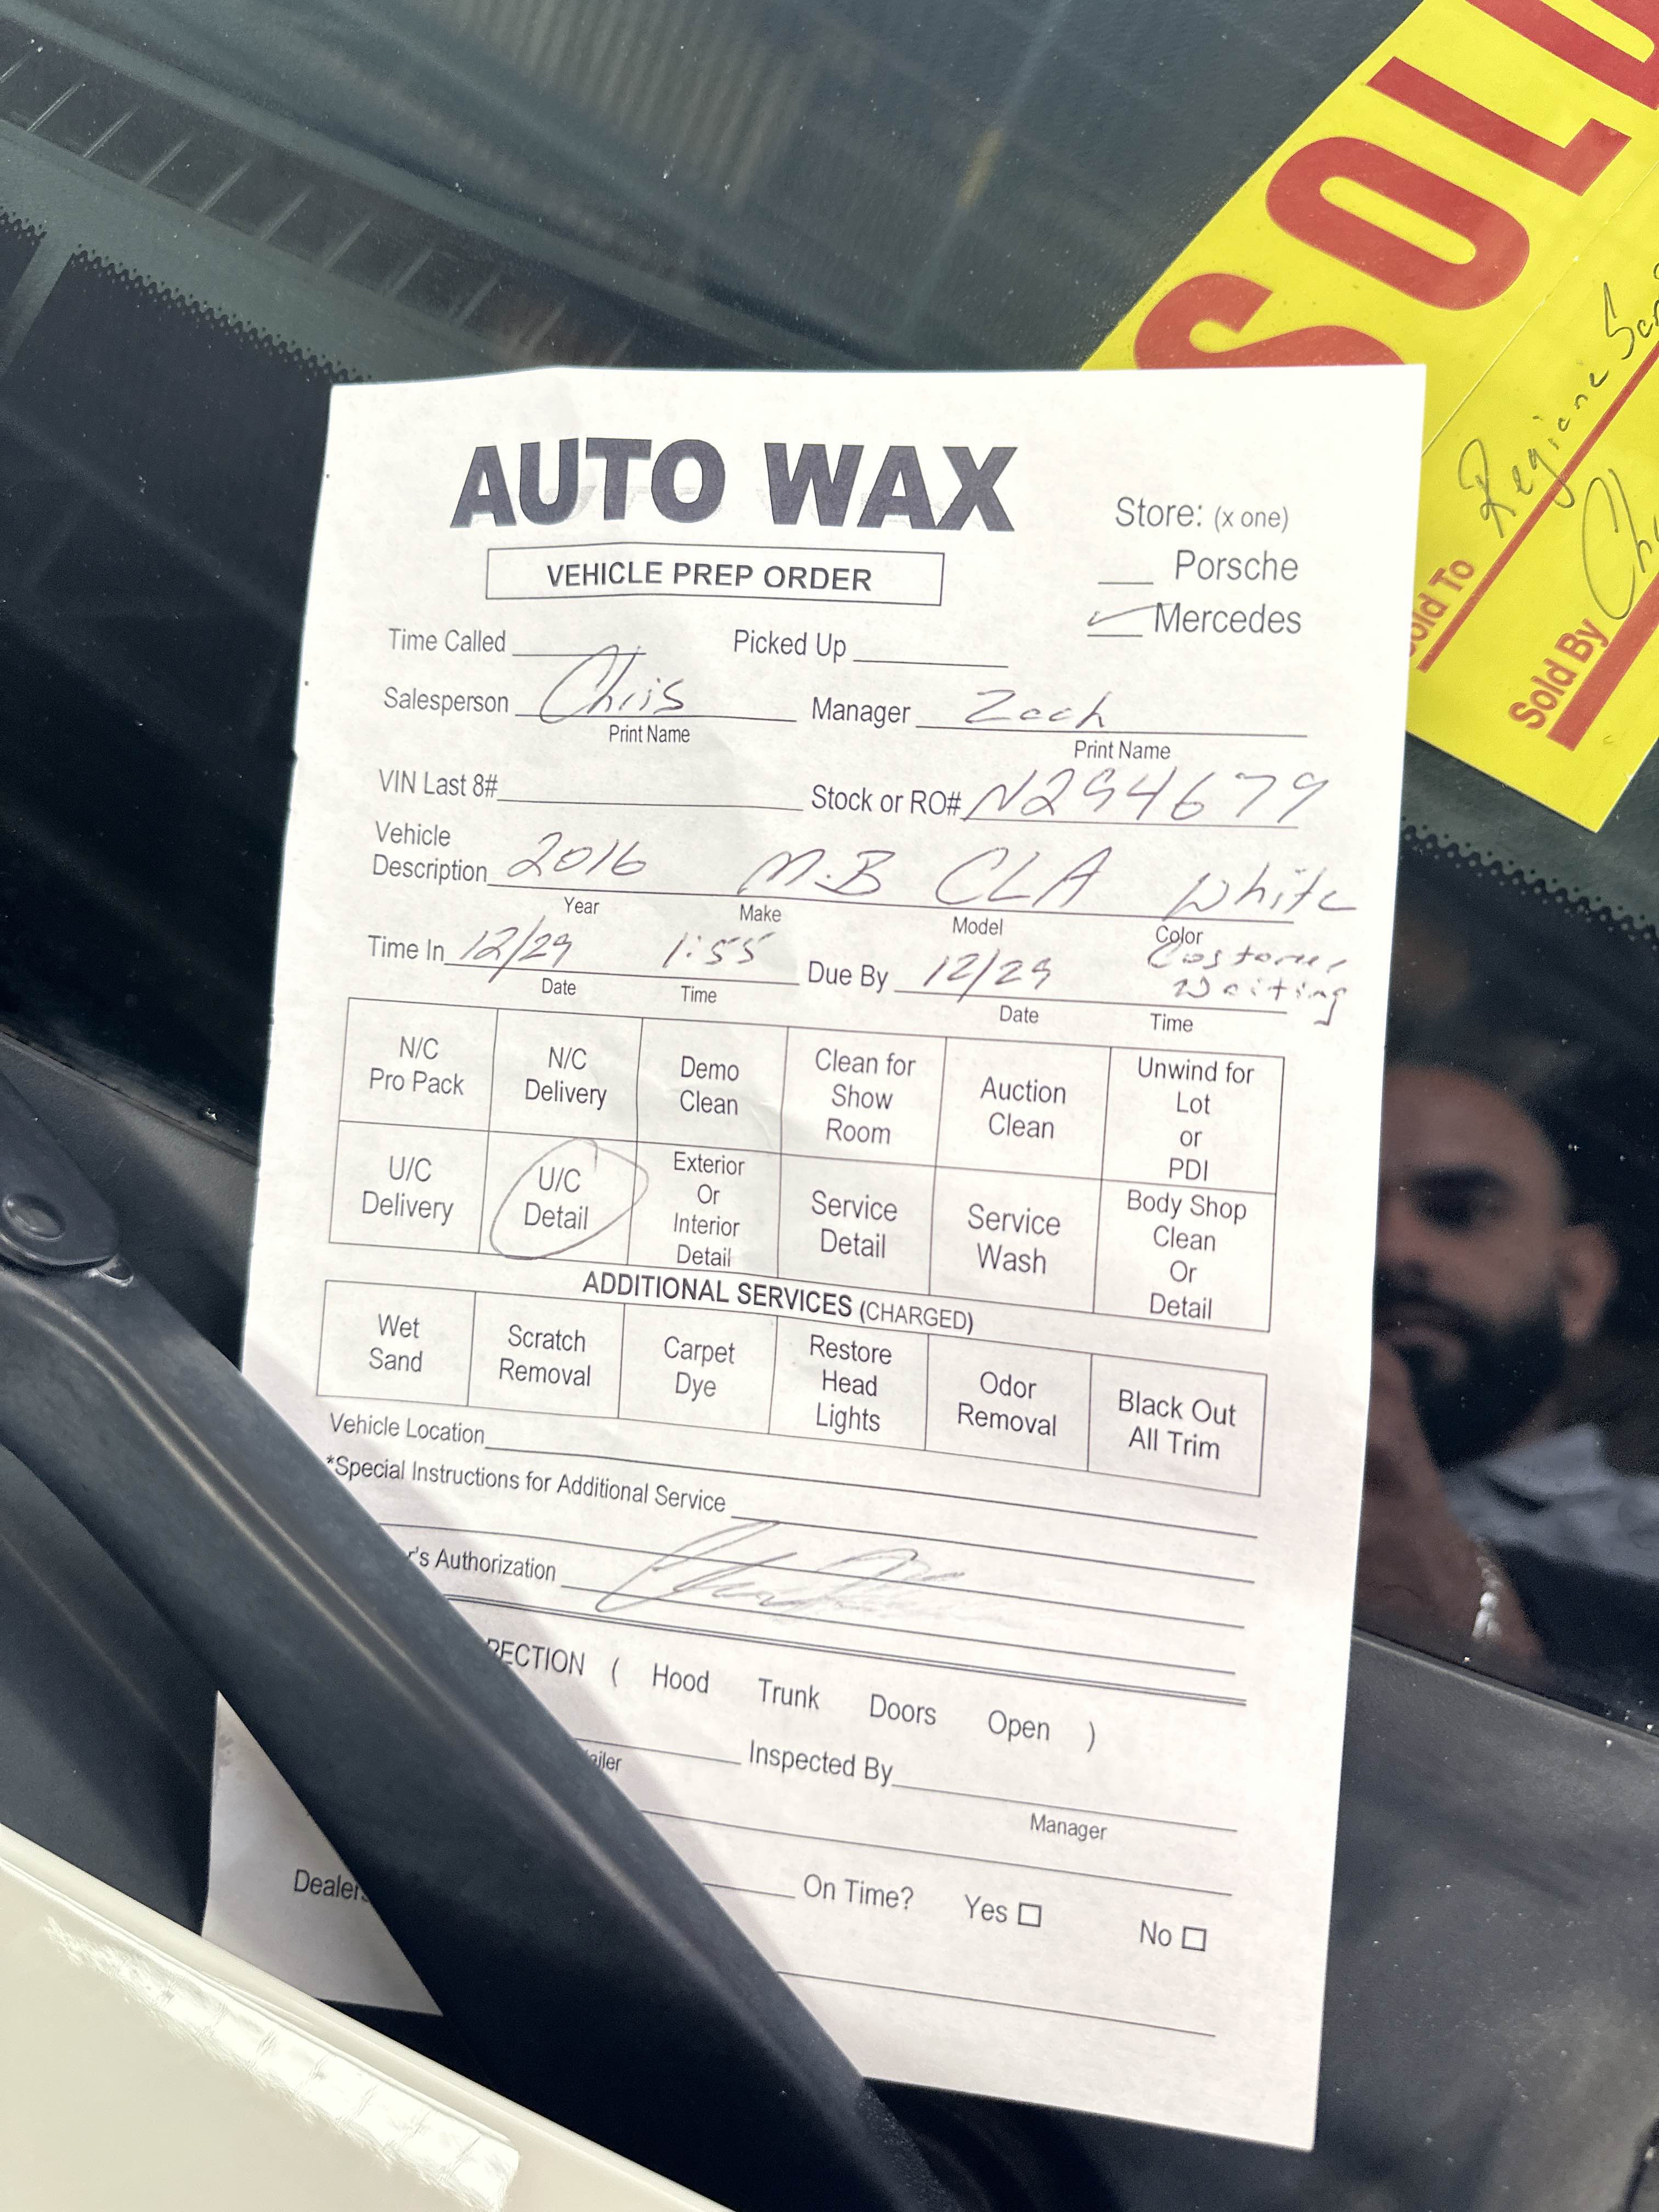 SOLD
Sold To Regiane
Sold By
AUTO WAX
VEHICLE PREP ORDER
Store: (x one)
Porsche
Mercedes
Time Called Picked Up
Salesperson Chris Manager Zach
Print Name Print Name
VIN Last 8# Stock or RO# N294679
Vehicle
Description 2016 M.B CLA White
Year Make Model Color
Time In 12/29 1:55 Due By 12/29 Customer Waiting
Date Time Date Time
N/C Pro Pack
N/C Delivery
Demo Clean
Clean for Show Room
Auction Clean
Unwind for Lot or PDI
U/C Delivery
U/C Detail
Exterior Or Interior Detail
Service Detail
Service Wash
Body Shop Clean Or Detail
ADDITIONAL SERVICES (CHARGED)
Wet Sand
Scratch Removal
Carpet Dye
Restore Head Lights
Odor Removal
Black Out All Trim
Vehicle Location
*Special Instructions for Additional Service
r's Authorization
ECTION ( Hood Trunk Doors Open )
Inspected By
ailer Manager
Dealer On Time? Yes No